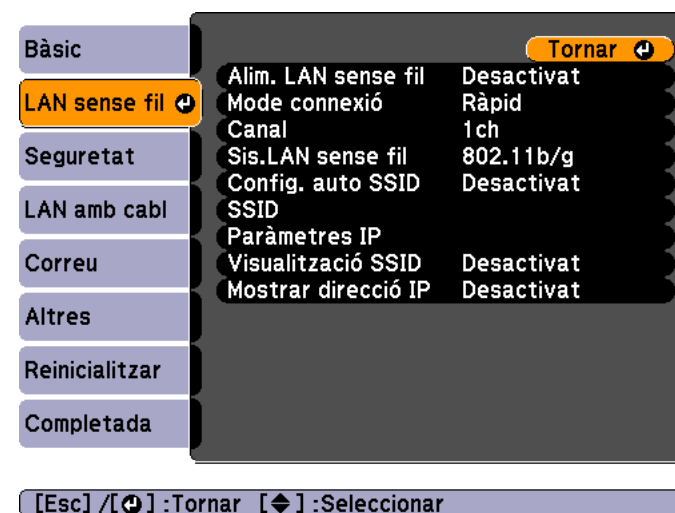 Bàsic
LAN sense fil
Seguretat
LAN amb cabl
Correu
Altres
Reinicialitzar
Completada
Tornar
Alim. LAN sense fil Desactivat
Mode connexió Ràpid
Canal 1ch
Sis.LAN sense fil 802.11b/g
Config. auto SSID Desactivat
SSID
Paràmetres IP
Visualització SSID Desactivat
Mostrar direcció IP Desactivat
[Esc] /[⏎] :Tornar [◆] :Seleccionar